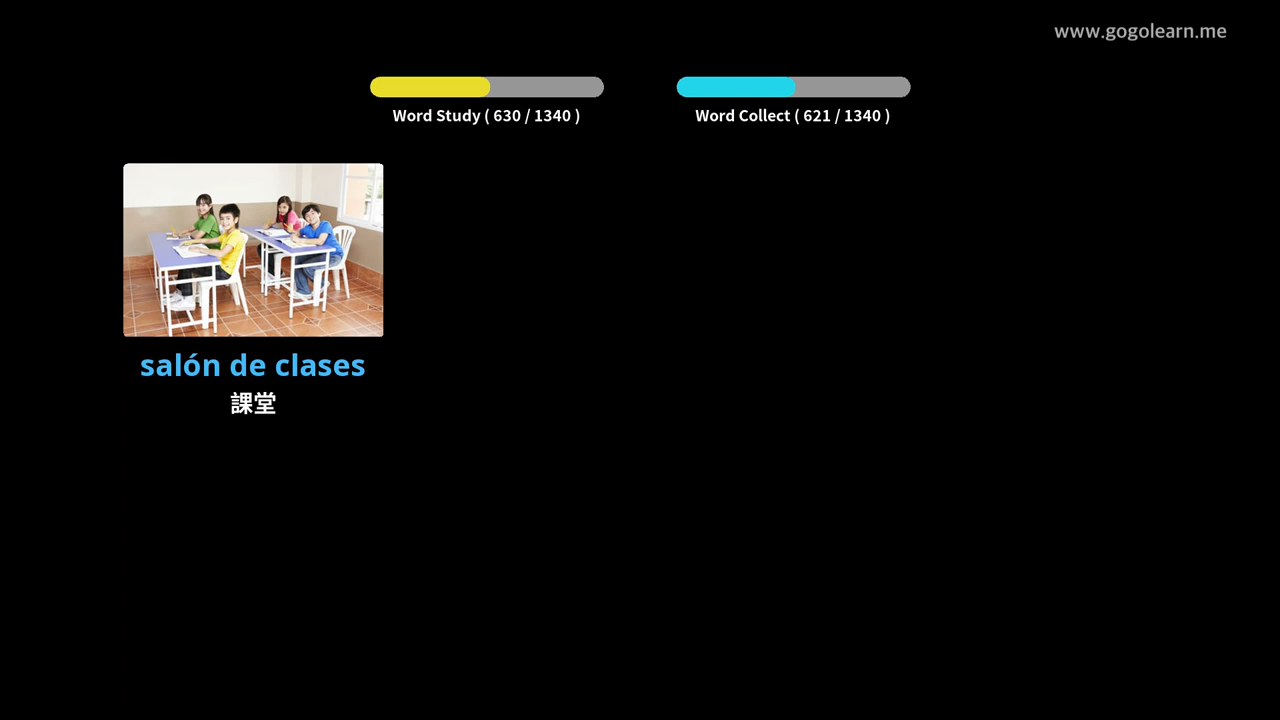 www.gogolearn.me
Word Study ( 630 / 1340 )
Word Collect ( 621 / 1340 )
salón de clases
課堂